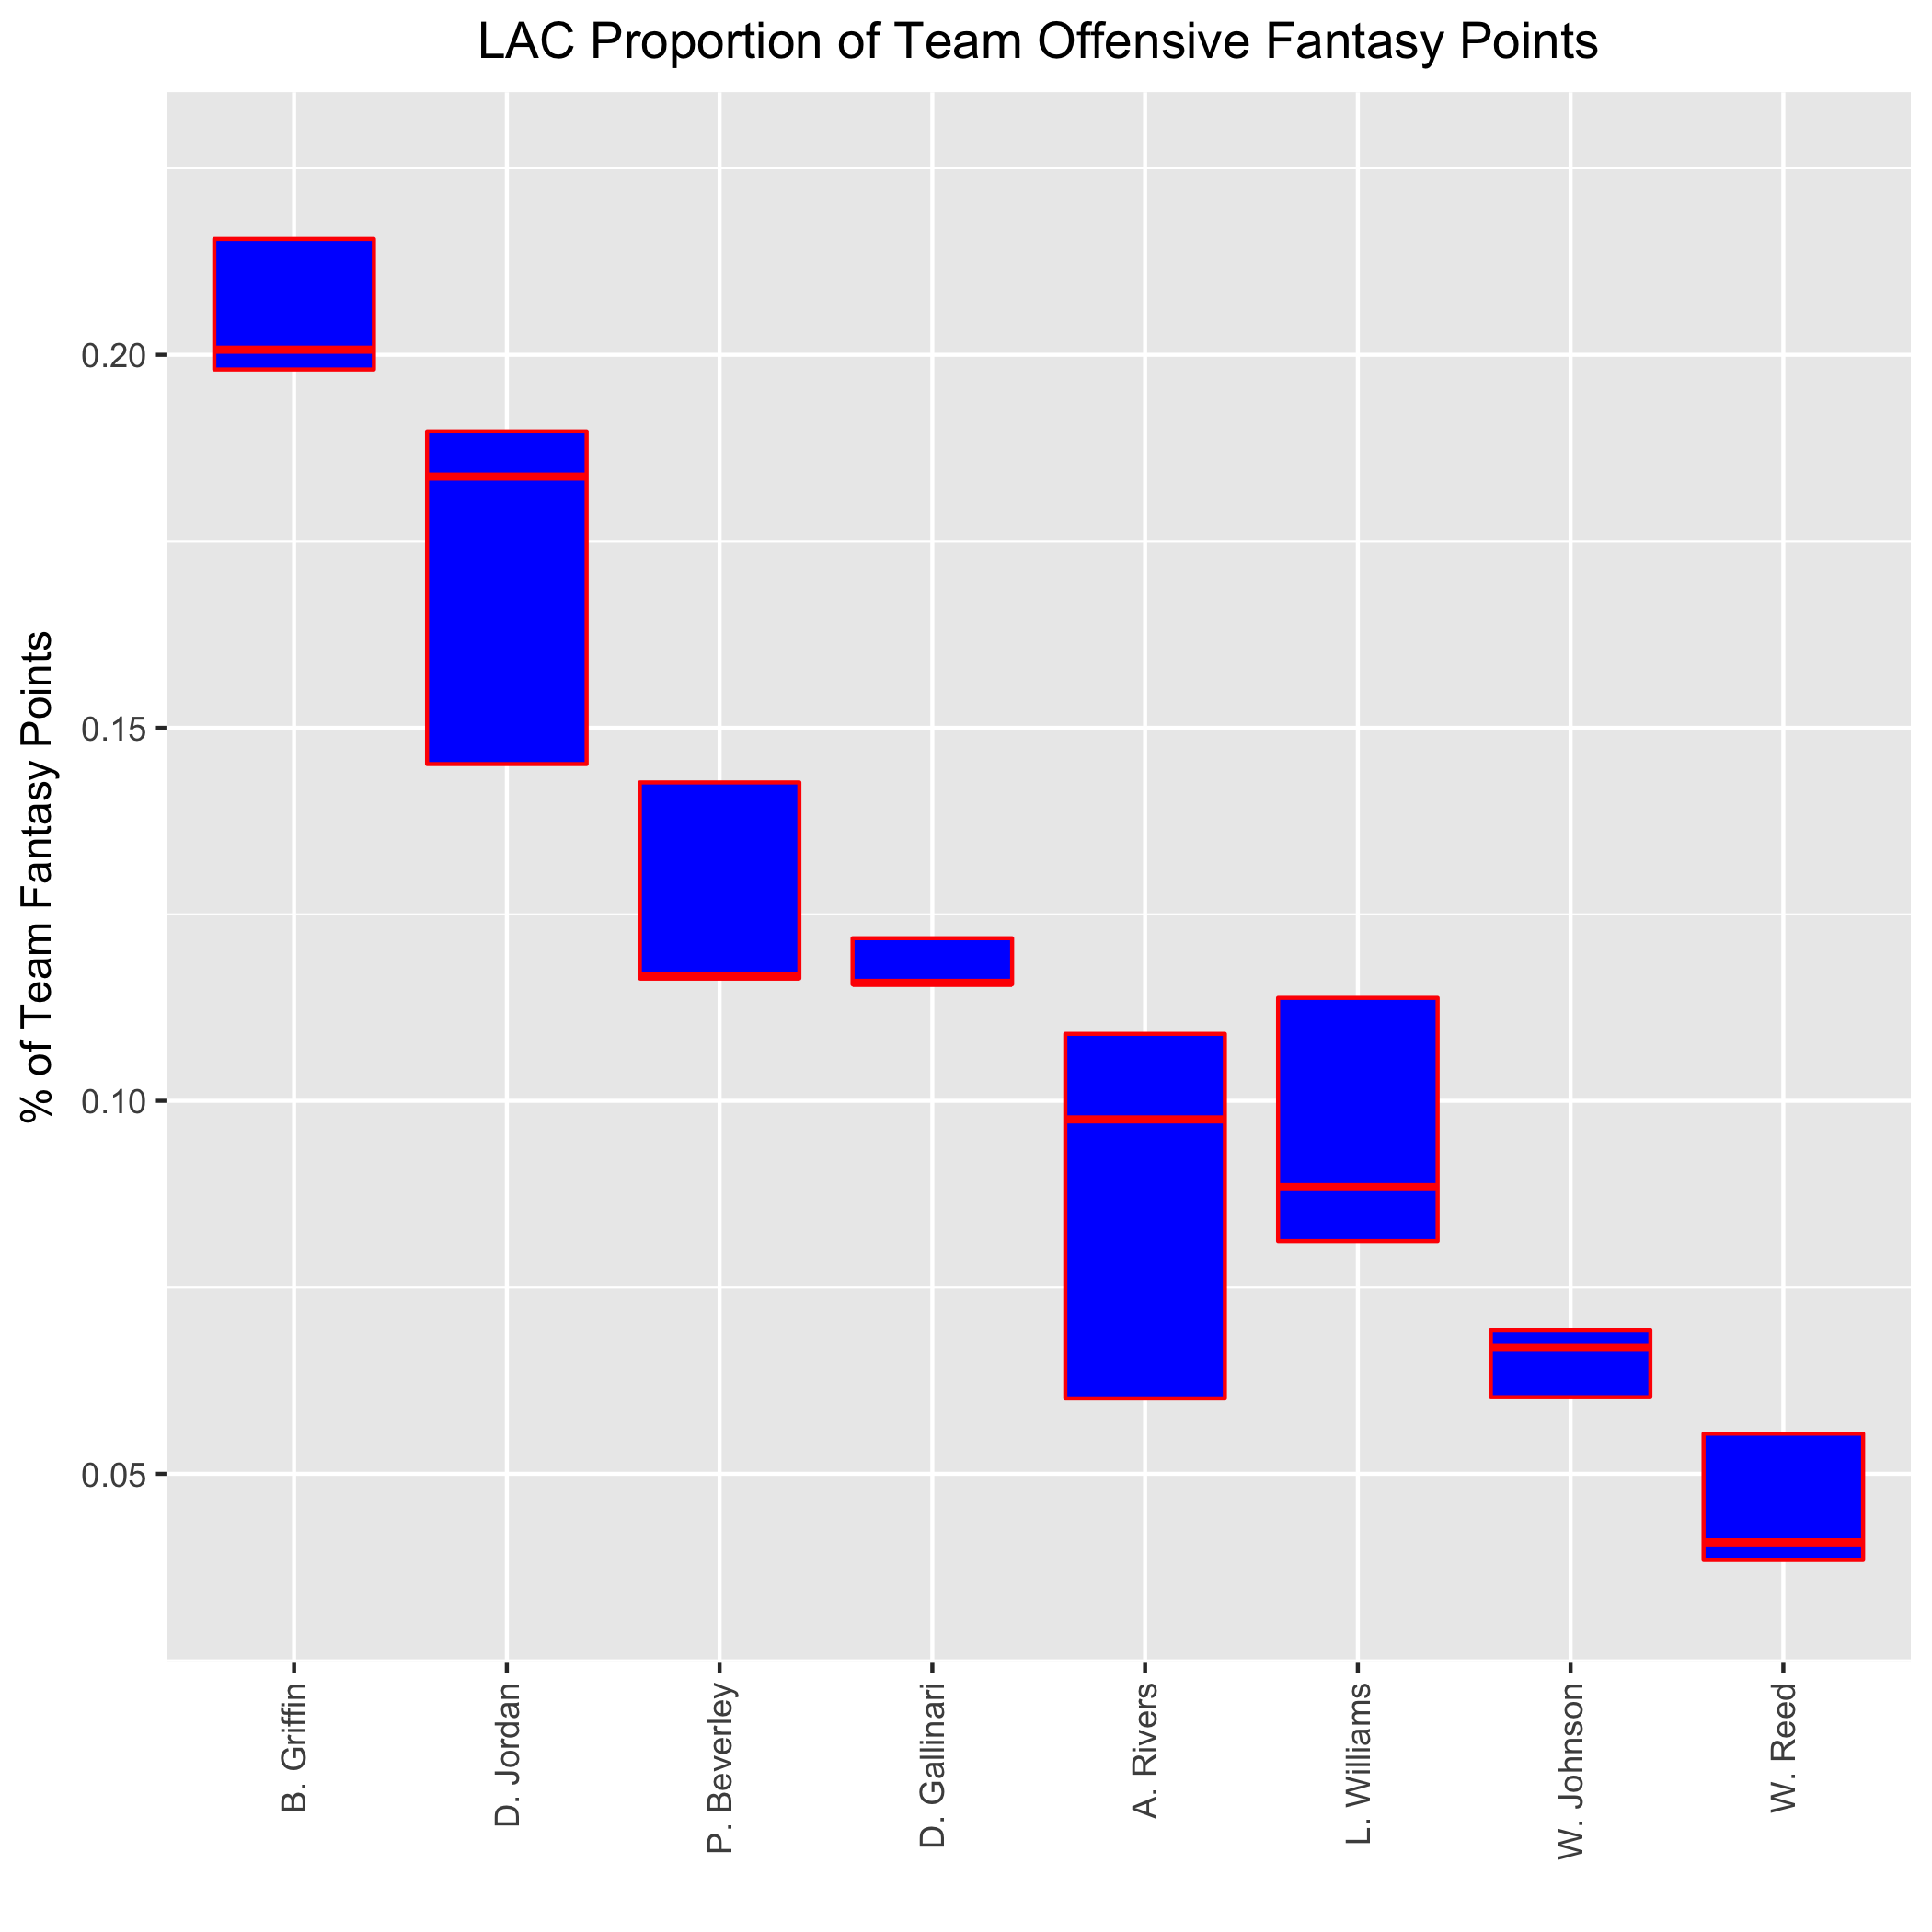 LAC Proportion of Team Offensive Fantasy Points
% of Team Fantasy Points
0.20
0.15
0.10
0.05
B. Griffin
D. Jordan
P. Beverley
D. Gallinari
A. Rivers
L. Williams
W. Johnson
W. Reed